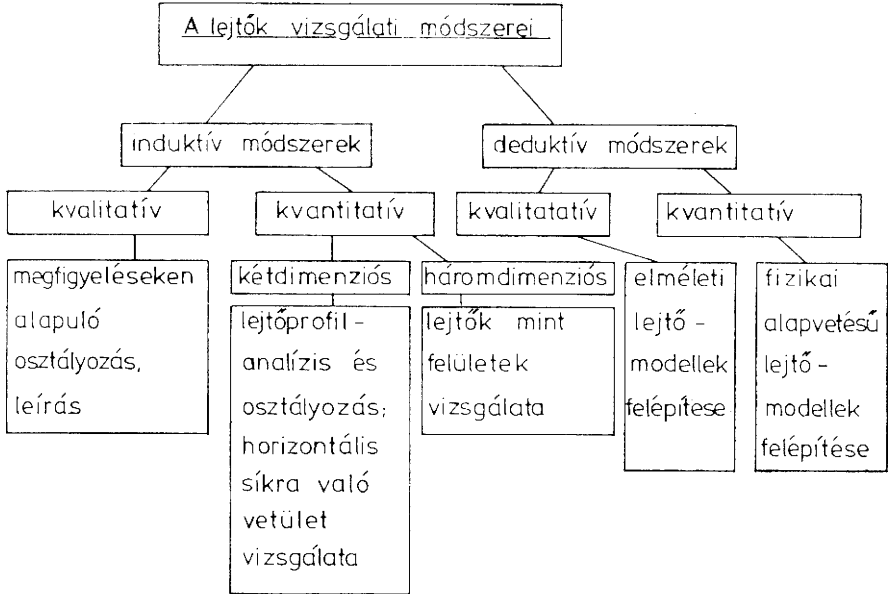 A lejtők vizsgálati módszerei
induktív módszerek
deduktív módszerek
kvalitatív
kvantitatív
kvalitatatív
kvantitatív
megfigyeléseken
alapuló
osztályozás,
leírás
kétdimenziós
lejtőprofil-
analízis és
osztályozás;
horizontális
síkra való
vetület
vizsgálata
háromdimenziós
lejtők mint
felületek
vizsgálata
elméleti
lejtő-
modellek
felépítese
fizikai
alapvetésű
lejtő-
modellek
felépítése